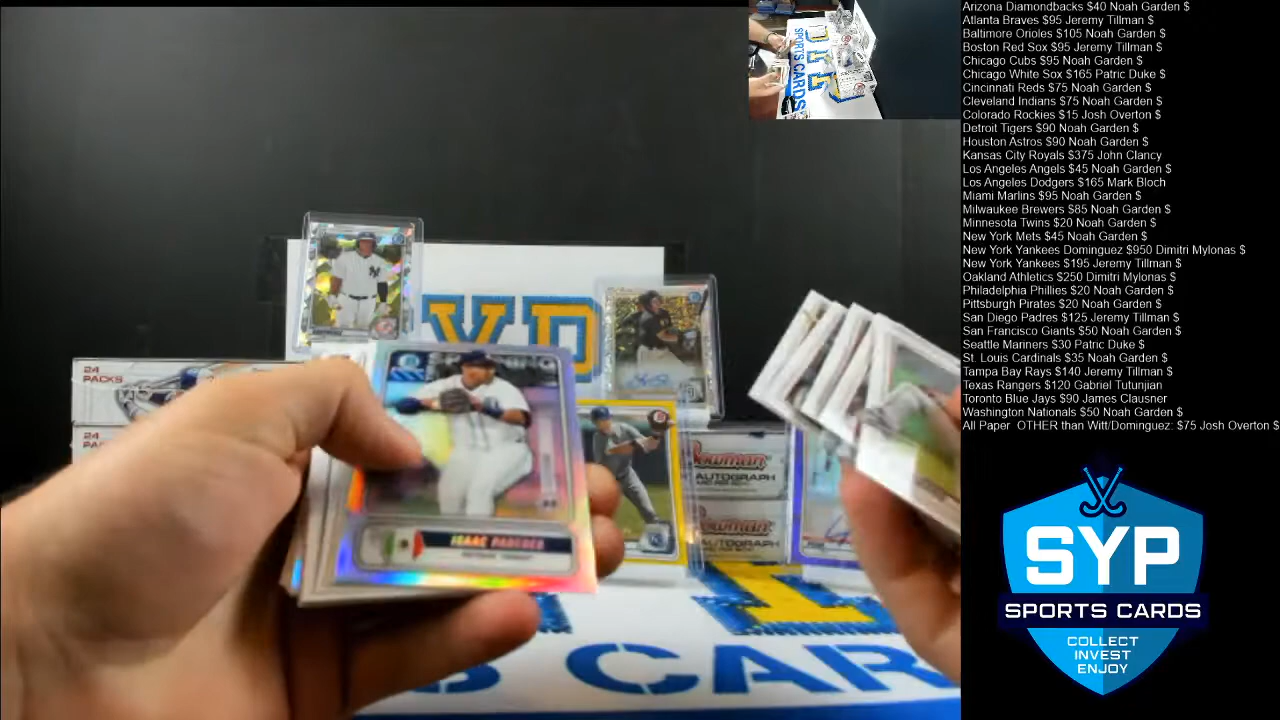 Arizona Diamondbacks $40 Noah Garden $
Atlanta Braves $95 Jeremy Tillman $
Baltimore Orioles $105 Noah Garden $
Boston Red Sox $95 Jeremy Tillman $
Chicago Cubs $95 Noah Garden $
Chicago White Sox $165 Patric Duke $
Cincinnati Reds $75 Noah Garden $
Cleveland Indians $75 Noah Garden $
Colorado Rockies $15 Josh Overton $
Detroit Tigers $90 Noah Garden $
Houston Astros $90 Noah Garden $
Kansas City Royals $375 John Clancy
Los Angeles Angels $45 Noah Garden $
Los Angeles Dodgers $165 Mark Bloch
Miami Marlins $95 Noah Garden $
Milwaukee Brewers $85 Noah Garden $
Minnesota Twins $20 Noah Garden $
New York Mets $45 Noah Garden $
New York Yankees Dominguez $950 Dimitri Mylonas $
New York Yankees $195 Jeremy Tillman $
Oakland Athletics $250 Dimitri Mylonas $
Philadelphia Phillies $20 Noah Garden $
Pittsburgh Pirates $20 Noah Garden $
San Diego Padres $125 Jeremy Tillman $
San Francisco Giants $50 Noah Garden $
Seattle Mariners $30 Patric Duke $
St. Louis Cardinals $35 Noah Garden $
Tampa Bay Rays $140 Jeremy Tillman $
Texas Rangers $120 Gabriel Tutunjian
Toronto Blue Jays $90 James Clausner
Washington Nationals $50 Noah Garden $
All Paper OTHER than Witt/Dominguez: $75 Josh Overton $
SYP
SPORTS CARDS
COLLECT
INVEST
ENJOY
SPORTS CARDS
24
PACKS
24
ISAAC PAREDES
Bowman
AUTOGRAPH
Bowman
AUTOGRAPH
CAR